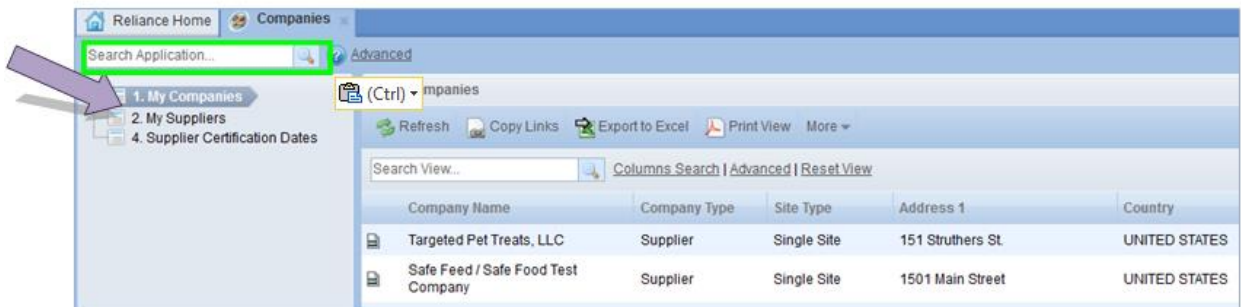 Reliance Home Companies
Search Application... Advanced
1. My Companies
2. My Suppliers
4. Supplier Certification Dates
(Ctrl)
mpanies
Refresh Copy Links Export to Excel Print View More
Search View... Columns Search | Advanced | Reset View
Company Name Company Type Site Type Address 1 Country
Targeted Pet Treats, LLC Supplier Single Site 151 Struthers St. UNITED STATES
Safe Feed / Safe Food Test
Company Supplier Single Site 1501 Main Street UNITED STATES